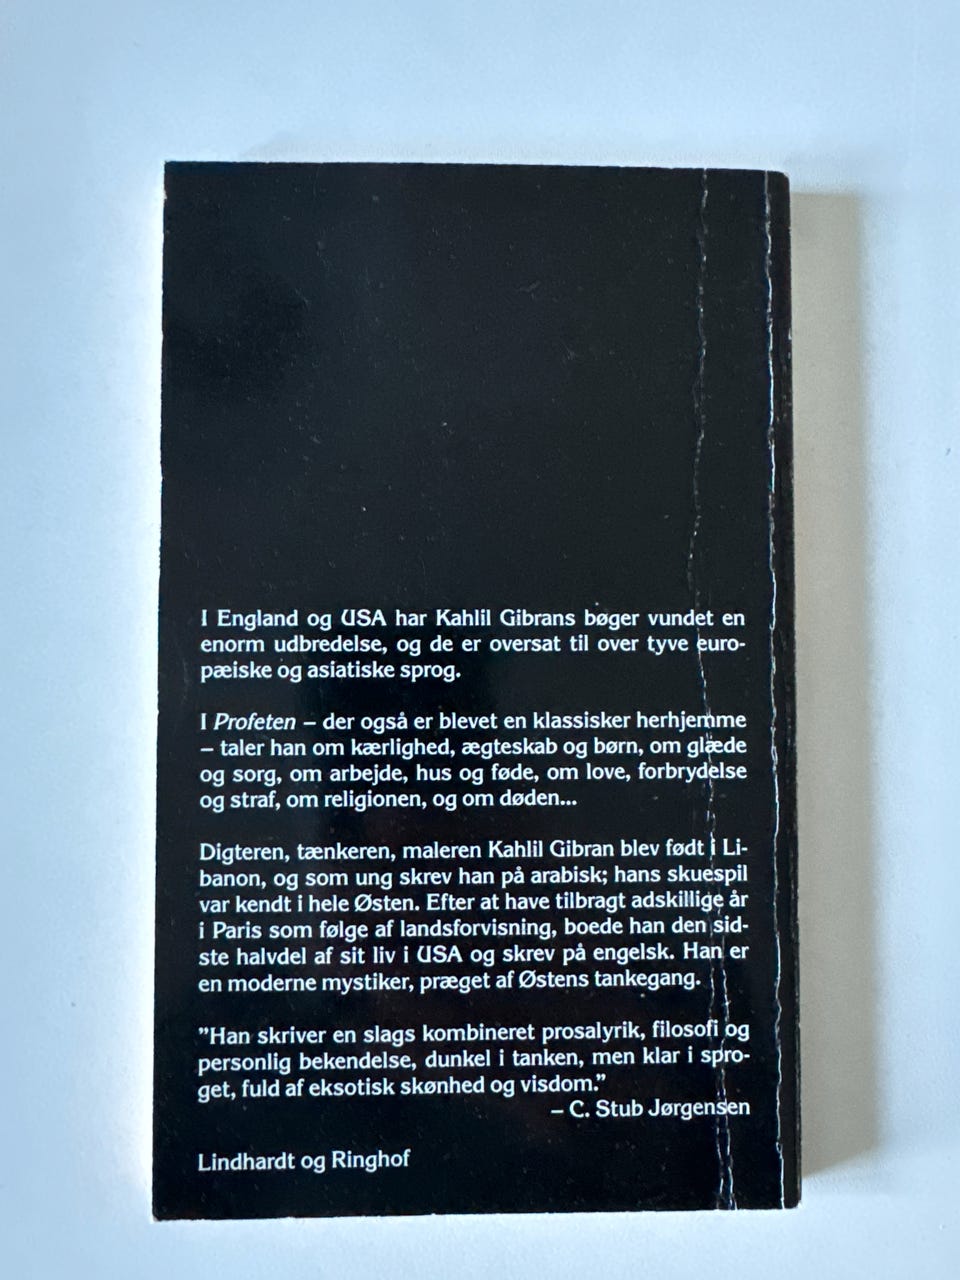 I England og USA har Kahlil Gibrans bøger vundet en
enorm udbredelse, og de er oversat til over tyve euro-
pæiske og asiatiske sprog.
I Profeten – der også er blevet en klassisker herhjemme
– taler han om kærlighed, ægteskab og børn, om glæde
og sorg, om arbejde, hus og føde, om love, forbrydelse
og straf, om religionen, og om døden...
Digteren, tænkeren, maleren Kahlil Gibran blev født i Li-
banon, og som ung skrev han på arabisk; hans skuespil
var kendt i hele Østen. Efter at have tilbragt adskillige år
i Paris som følge af landsforvisning, boede han den sid-
ste halvdel af sit liv i USA og skrev på engelsk. Han er
en moderne mystiker, præget af Østens tankegang.
”Han skriver en slags kombineret prosalyrik, filosofi og
personlig bekendelse, dunkel i tanken, men klar i spro-
get, fuld af eksotisk skønhed og visdom.”
– C. Stub Jørgensen
Lindhardt og Ringhof